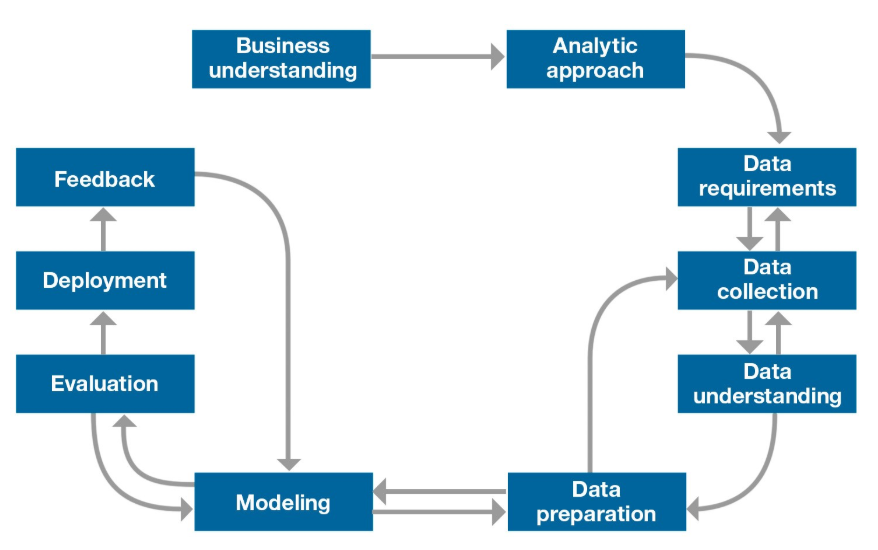 Business
understanding
Analytic
approach
Data
requirements
Data
collection
Data
understanding
Data
preparation
Modeling
Evaluation
Deployment
Feedback